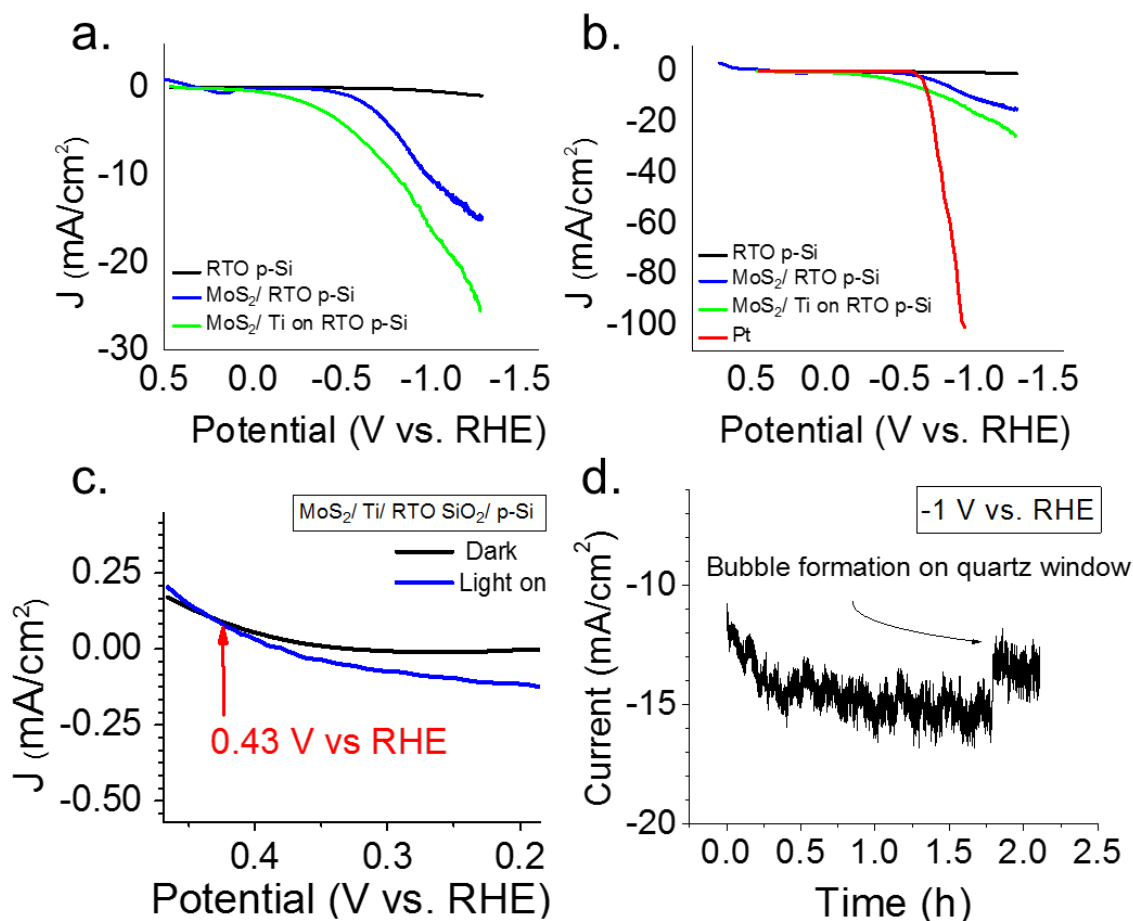 a.
0
-10
-20
-30
J (mA/cm²)
RTO p-Si
MoS₂/ RTO p-Si
MoS₂/ Ti on RTO p-Si
0.5 0.0 -0.5 -1.0 -1.5
Potential (V vs. RHE)
b.
0
-20
-40
-60
-80
-100
J (mA/cm²)
RTO p-Si
MoS₂/ RTO p-Si
MoS₂/ Ti on RTO p-Si
Pt
0.5 0.0 -0.5 -1.0 -1.5
Potential (V vs. RHE)
c.
MoS₂/ Ti/ RTO SiO₂/ p-Si
Dark
Light on
0.25
0.00
-0.25
-0.50
J (mA/cm²)
0.43 V vs RHE
0.4 0.3 0.2
Potential (V vs. RHE)
d.
-1 V vs. RHE
Bubble formation on quartz window
-10
-15
-20
Current (mA/cm²)
0.0 0.5 1.0 1.5 2.0 2.5
Time (h)